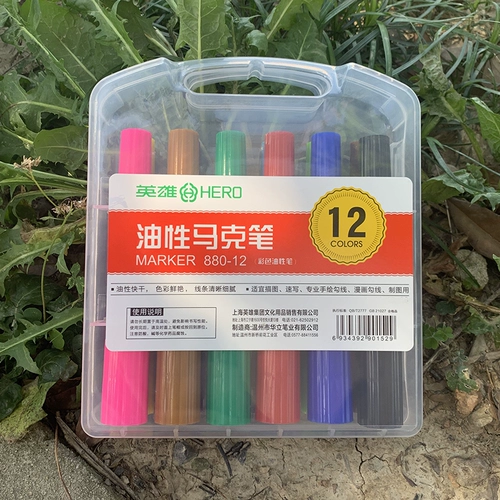 英雄 HERO
油性马克笔
MARKER 880-12 (彩色油性笔)
12
COLORS
• 油性快干, 色彩鲜艳, 线条清晰细腻
• 适宜描图、速写、专业手绘勾线、漫画勾线、制图用
使用说明
上海英雄集团文化用品销售有限公司
制造商:温州市华立笔业有限公司
6 934392 901529